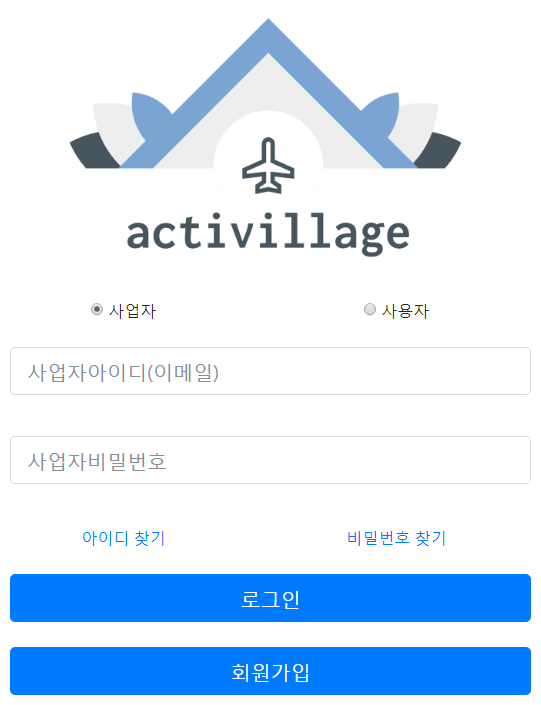 activillage
사업자 사용자
사업자아이디(이메일)
사업자비밀번호
아이디 찾기 비밀번호 찾기
로그인
회원가입